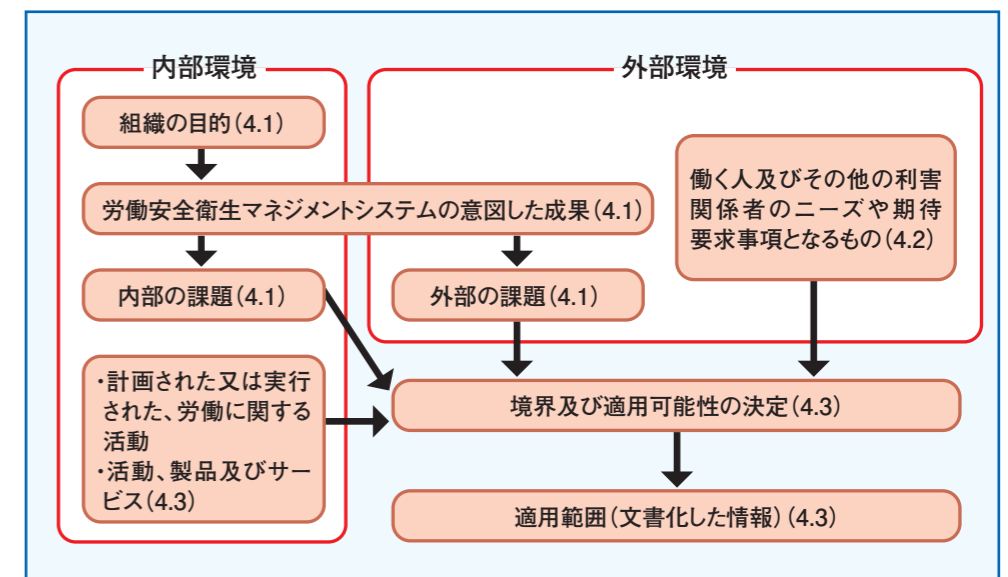 内部環境
外部環境
組織の目的(4.1)
労働安全衛生マネジメントシステムの意図した成果(4.1)
働く人及びその他の利害
関係者のニーズや期待
要求事項となるもの(4.2)
内部の課題(4.1)
外部の課題(4.1)
・計画された又は実行
された、労働に関する
活動
・活動、製品及びサー
ビス(4.3)
境界及び適用可能性の決定(4.3)
適用範囲(文書化した情報)(4.3)